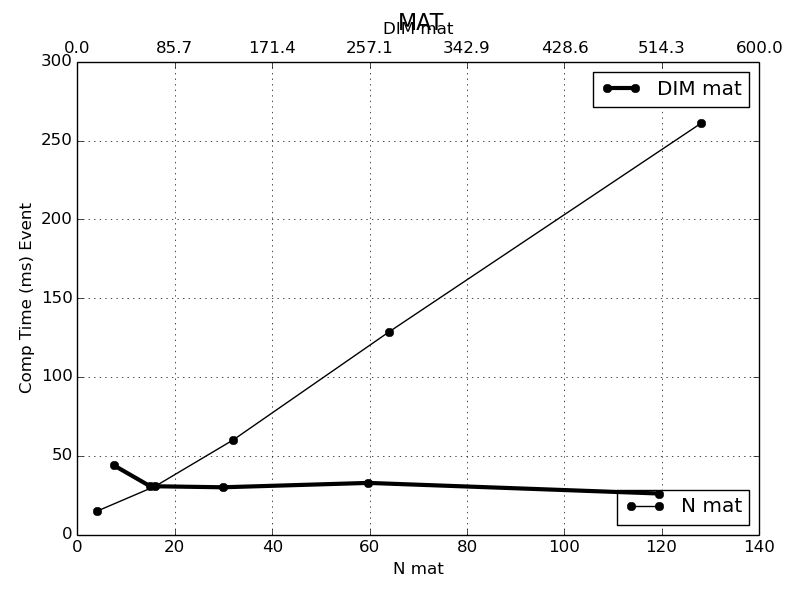 MAT
DIM mat
0.0 85.7 171.4 257.1 342.9 428.6 514.3 600.0
300
250
200
150
100
50
0
Comp Time (ms) Event
DIM mat
N mat
0 20 40 60 80 100 120 140
N mat